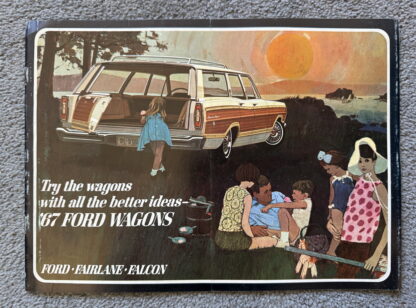 Try the wagons
with all the better ideas—
'67 FORD WAGONS
FORD • FAIRLANE • FALCON